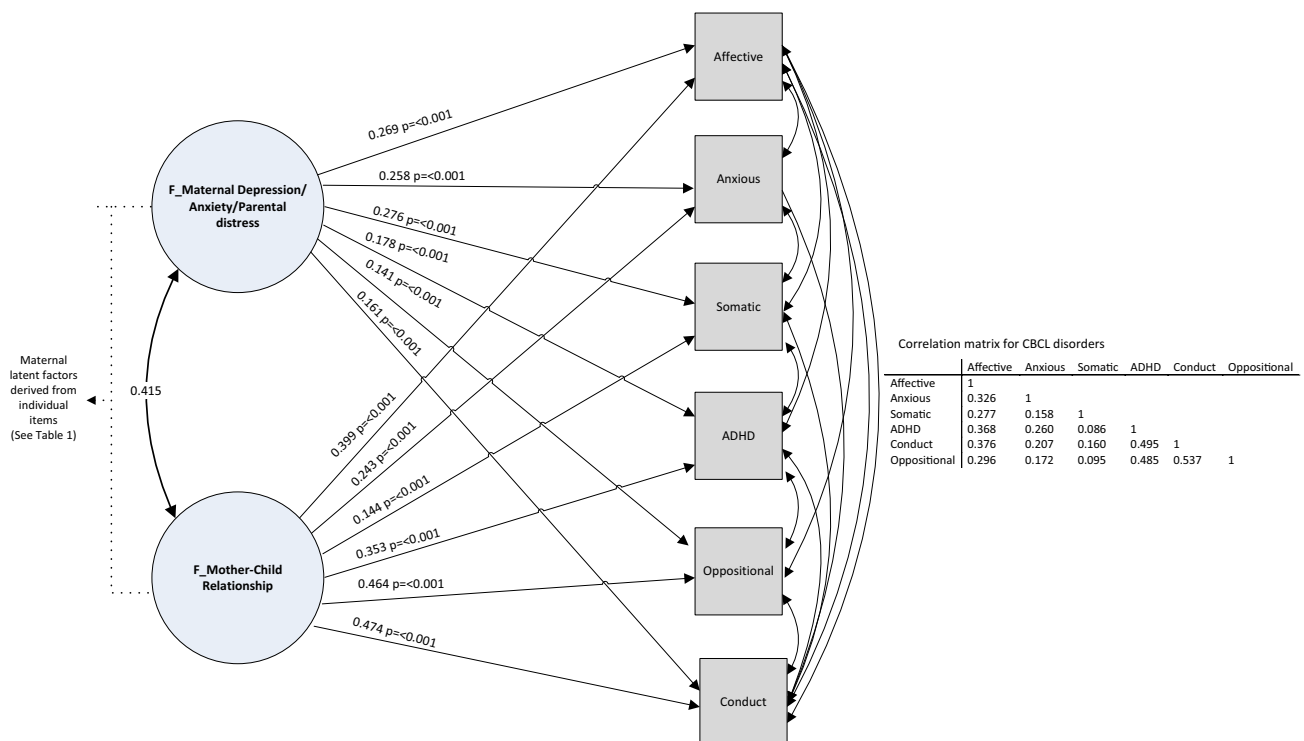 Affective
0.269 p=<0.001
F_Maternal Depression/
Anxiety/Parental
distress
0.258 p=<0.001
Anxious
0.276 p=<0.001
0.178 p=<0.001
0.141 p=<0.001
0.161 p=<0.001
Somatic
Maternal
latent factors
derived from
individual
items
(See Table 1)
0.415
0.399 p=<0.001
0.243 p=<0.001
0.144 p=<0.001
0.353 p=<0.001
0.464 p=<0.001
0.474 p=<0.001
F_Mother-Child
Relationship
ADHD
Oppositional
Conduct
Correlation matrix for CBCL disorders
Affective Anxious Somatic ADHD Conduct Oppositional
Affective 1
Anxious 0.326 1
Somatic 0.277 0.158 1
ADHD 0.368 0.260 0.086 1
Conduct 0.376 0.207 0.160 0.495 1
Oppositional 0.296 0.172 0.095 0.485 0.537 1